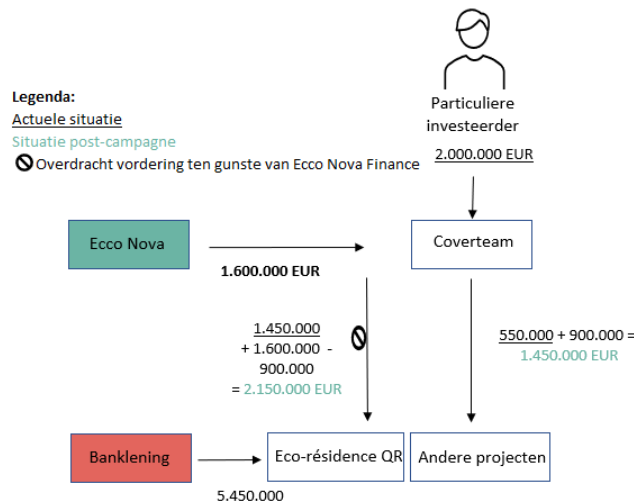 Legenda:
Actuele situatie
Situatie post-campagne
Overdracht vordering ten gunste van Ecco Nova Finance
Particuliere
investeerder
2.000.000 EUR
Ecco Nova
1.600.000 EUR
Coverteam
1.450.000
+ 1.600.000 -
900.000
= 2.150.000 EUR
550.000 + 900.000 =
1.450.000 EUR
Banklening
5.450.000
Eco-résidence QR
Andere projecten